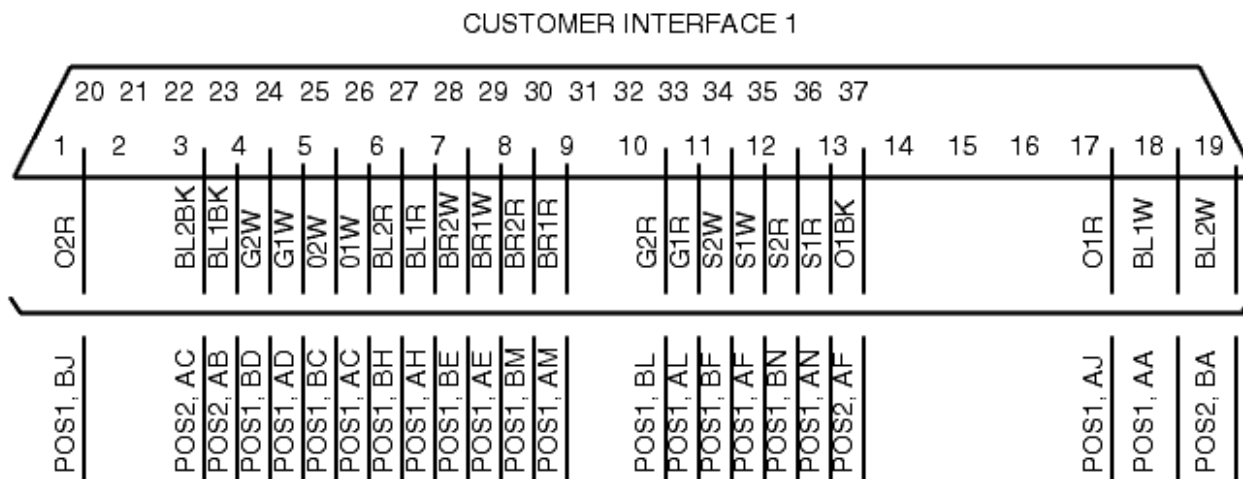 CUSTOMER INTERFACE 1
20 21 22 23 24 25 26 27 28 29 30 31 32 33 34 35 36 37
1 2 3 4 5 6 7 8 9 10 11 12 13 14 15 16 17 18 19
O2R BL2BK BL1BK G2W G1W 02W 01W BL2R BL1R BR2W BR1W BR2R BR1R G2R G1R S2W S1W S2R S1R O1BK O1R BL1W BL2W
POS1, BJ POS2, AC POS2, AB POS1, BD POS1, AD POS1, BC POS1, AC POS1, BH POS1, AH POS1, BE POS1, AE POS1, BM POS1, AM POS1, BL POS1, AL POS1, BF POS1, AF POS1, BN POS1, AN POS2, AF POS1, AJ POS1, AA POS2, BA